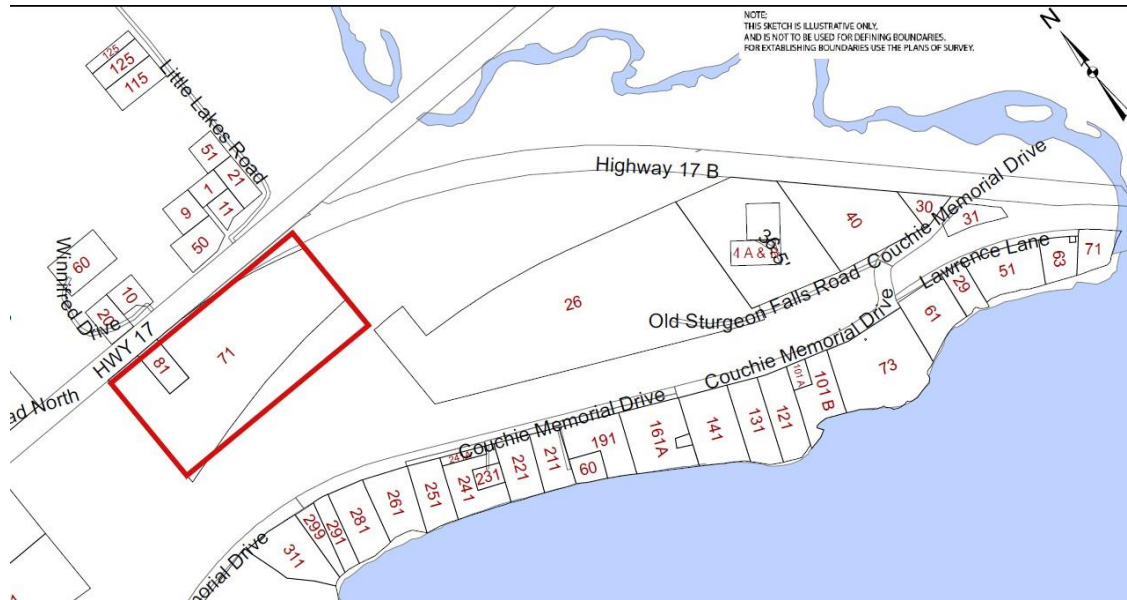 NOTE:
THIS SKETCH IS ILLUSTRATIVE ONLY,
AND IS NOT TO BE USED FOR DEFINING BOUNDARIES.
FOR ESTABLISHING BOUNDARIES USE THE PLANS OF SURVEY.
N
125
125
115
Little Lakes Road
51
21
1
11
9
50
Winnifred Drive
60
10
20
HWY 17
ad North
71
81
Highway 17 B
26
40
30
31
Couchie Memorial Drive
Old Sturgeon Falls Road
Lawrence Lane
71
63
51
29
61
73
Couchie Memorial Drive
101 A
101 B
121
131
141
161A
191
60
211
221
231
241
251
261
281
291
299
311
Couchie Memorial Drive
morial Drive